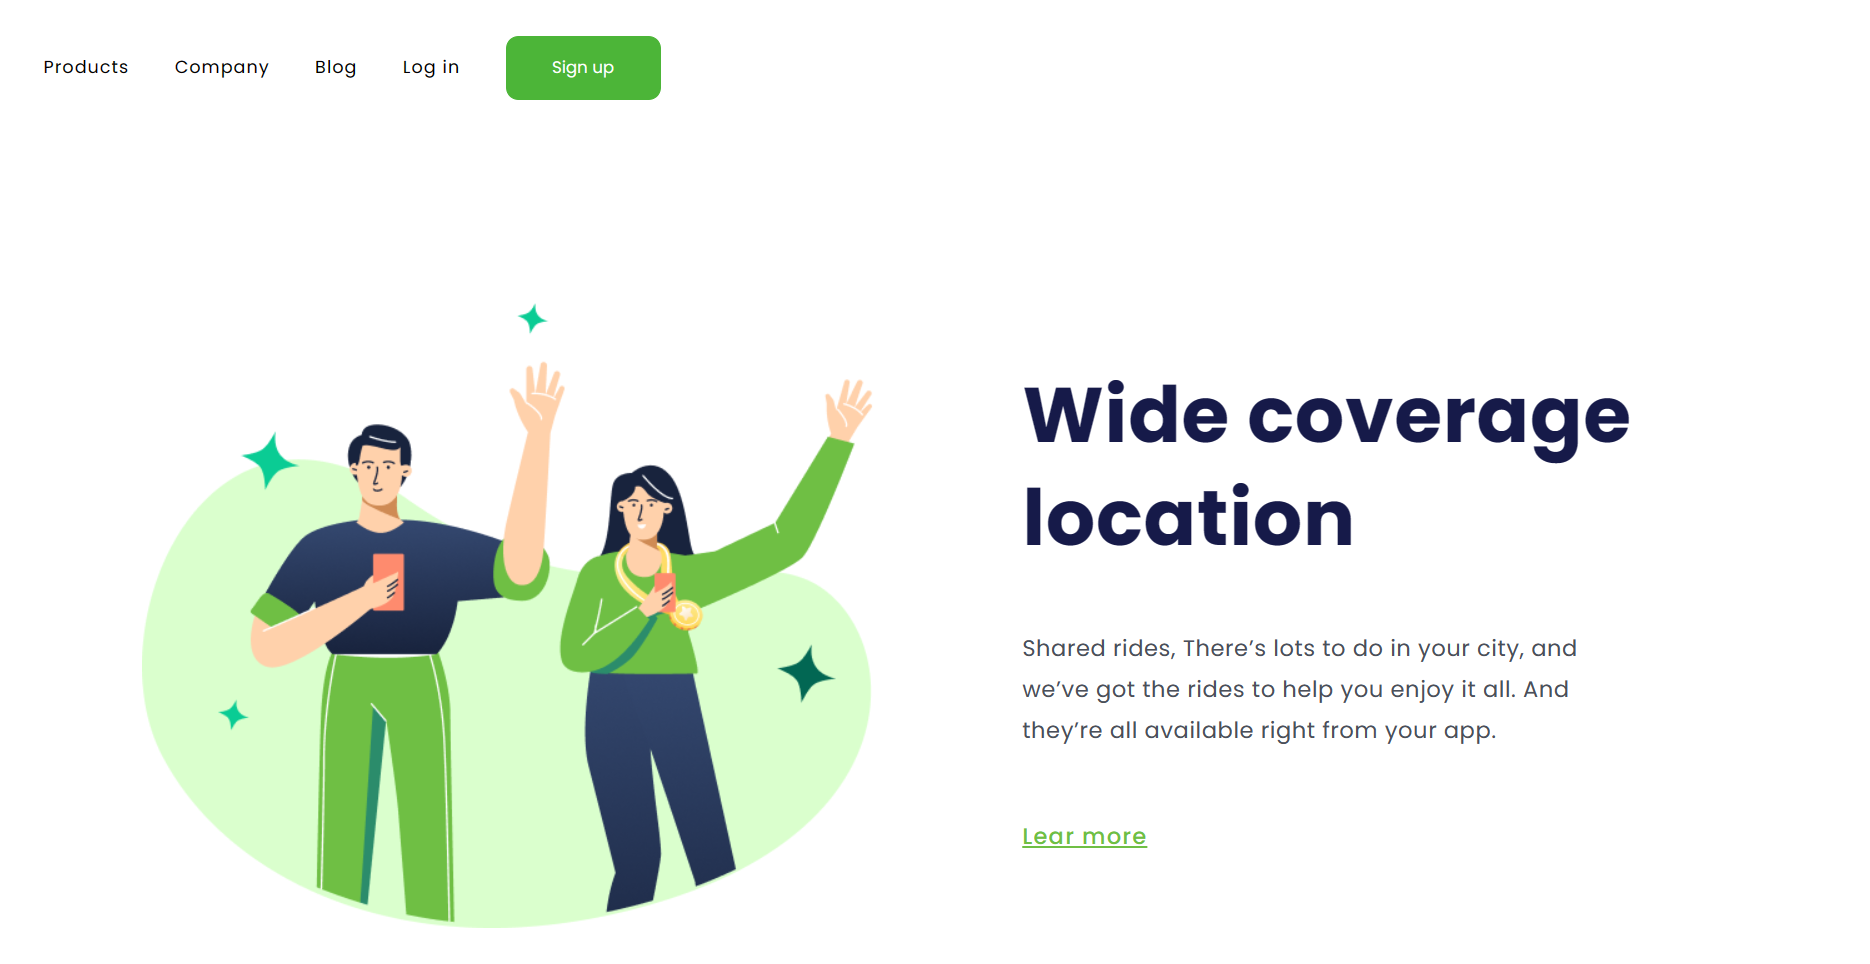 Products Company Blog Log in Sign up
Wide coverage
location
Shared rides, There’s lots to do in your city, and
we’ve got the rides to help you enjoy it all. And
they’re all available right from your app.
Lear more